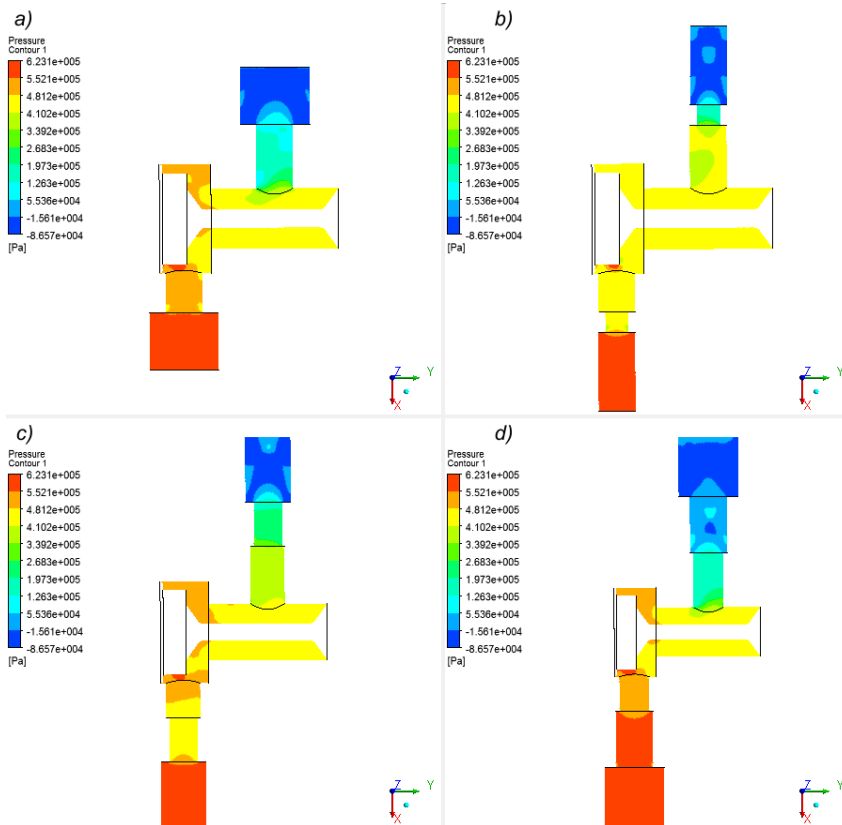 a)
Pressure
Contour 1
6.231e+005
5.521e+005
4.812e+005
4.102e+005
3.392e+005
2.683e+005
1.973e+005
1.263e+005
5.536e+004
-1.561e+004
-8.657e+004
[Pa]
Z
Y
X
b)
Pressure
Contour 1
6.231e+005
5.521e+005
4.812e+005
4.102e+005
3.392e+005
2.683e+005
1.973e+005
1.263e+005
5.536e+004
-1.561e+004
-8.657e+004
[Pa]
Z
Y
X
c)
Pressure
Contour 1
6.231e+005
5.521e+005
4.812e+005
4.102e+005
3.392e+005
2.683e+005
1.973e+005
1.263e+005
5.536e+004
-1.561e+004
-8.657e+004
[Pa]
Z
Y
X
d)
Pressure
Contour 1
6.231e+005
5.521e+005
4.812e+005
4.102e+005
3.392e+005
2.683e+005
1.973e+005
1.263e+005
5.536e+004
-1.561e+004
-8.657e+004
[Pa]
Z
Y
X